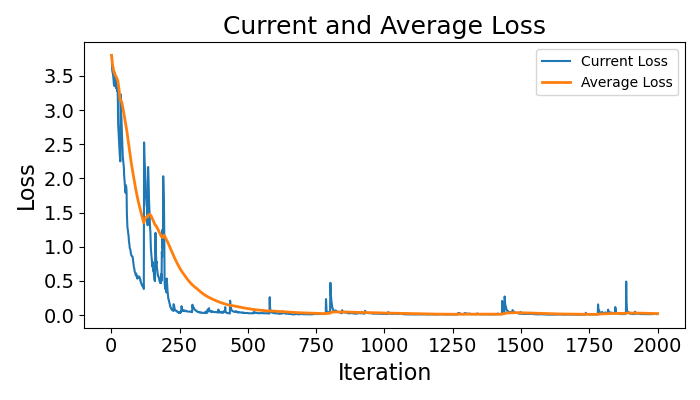 Current and Average Loss
Current Loss
Average Loss
3.5
3.0
2.5
2.0
1.5
1.0
0.5
0.0
Loss
0 250 500 750 1000 1250 1500 1750 2000
Iteration